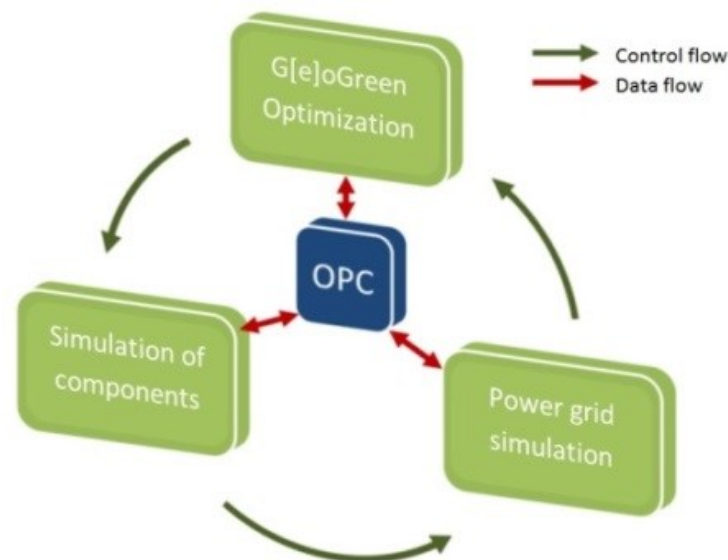 G[e]oGreen
Optimization
Control flow
Data flow
OPC
Simulation of
components
Power grid
simulation